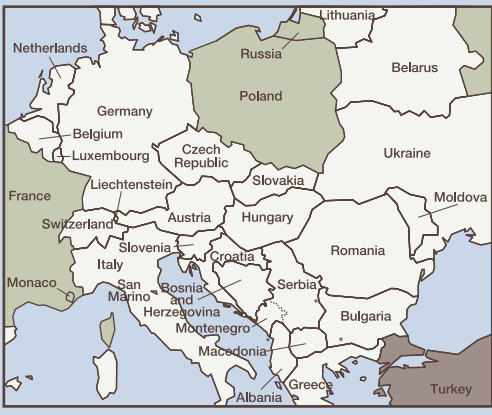 Lithuania
Netherlands
Russia
Belarus
Poland
Germany
Belgium
Czech
Republic
Ukraine
Luxembourg
Slovakia
Liechtenstein
France
Moldova
Switzerland
Austria
Hungary
Slovenia
Romania
Croatia
Italy
Monaco
San
Marino
Bosnia
and
Herzegovina
Serbia
Bulgaria
Montenegro
Macedonia
Albania
Greece
Turkey
*
*
*